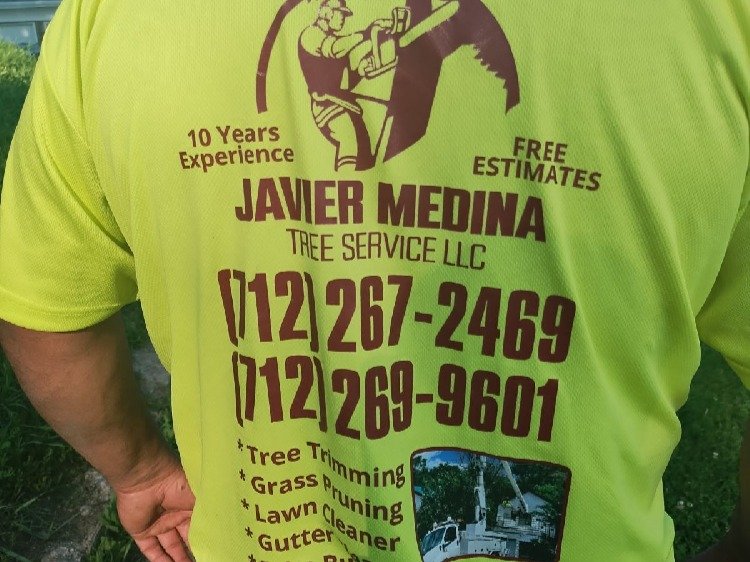 10 Years
Experience
FREE
ESTIMATES
JAVIER MEDINA
TREE SERVICE LLC
(712) 267-2469
(712) 269-9601
* Tree Trimming
* Grass Pruning
* Lawn Cleaner
* Gutter